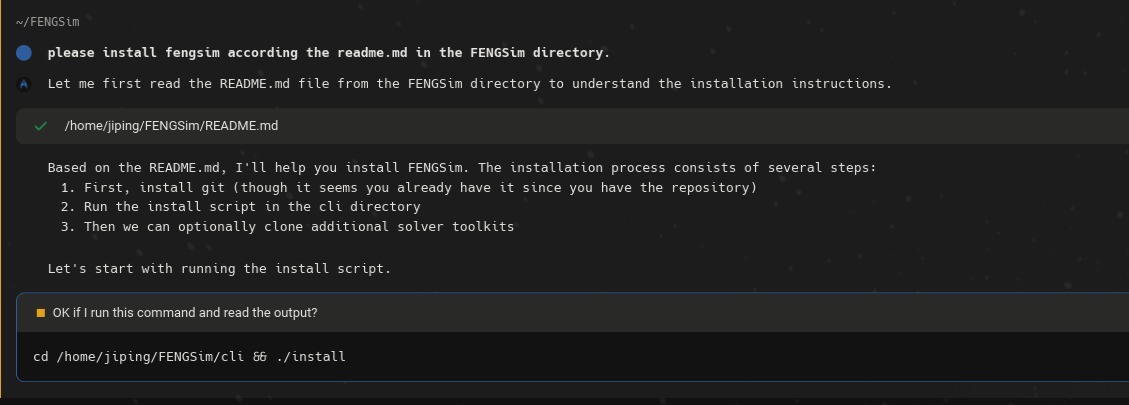 ~/FENGSim
please install fengsim according the readme.md in the FENGSim directory.
Let me first read the README.md file from the FENGSim directory to understand the installation instructions.
/home/jiping/FENGSim/README.md
Based on the README.md, I'll help you install FENGSim. The installation process consists of several steps:
1. First, install git (though it seems you already have it since you have the repository)
2. Run the install script in the cli directory
3. Then we can optionally clone additional solver toolkits
Let's start with running the install script.
OK if I run this command and read the output?
cd /home/jiping/FENGSim/cli && ./install